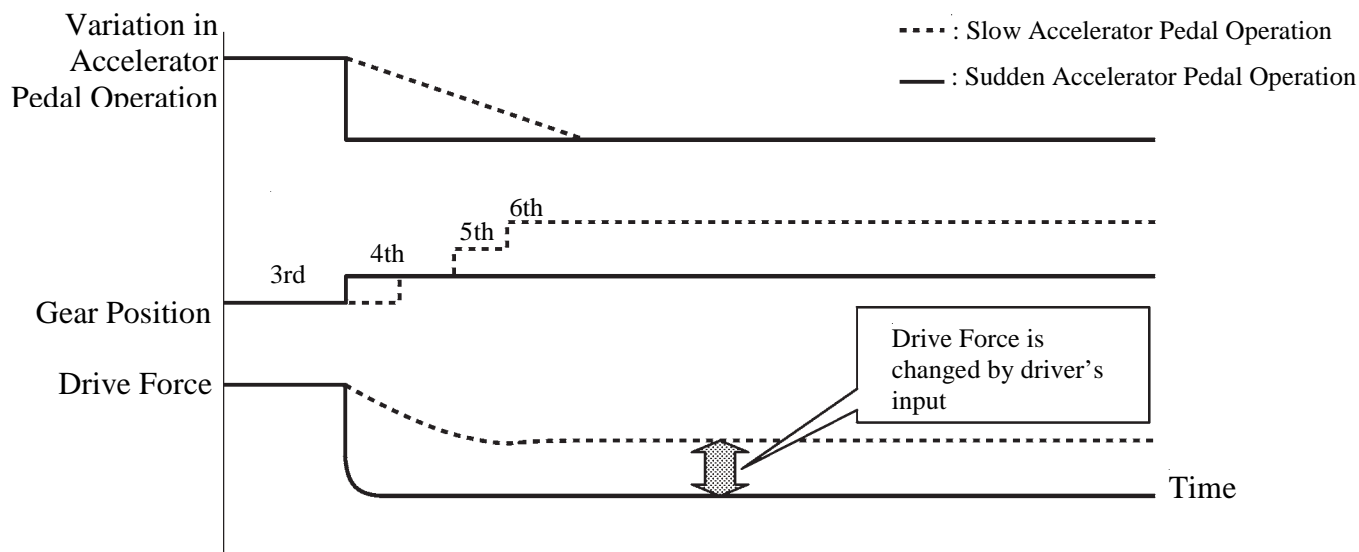 Variation in
Accelerator
Pedal Operation
: Slow Accelerator Pedal Operation
: Sudden Accelerator Pedal Operation
6th
5th
4th
3rd
Gear Position
Drive Force is
changed by driver’s
input
Drive Force
Time